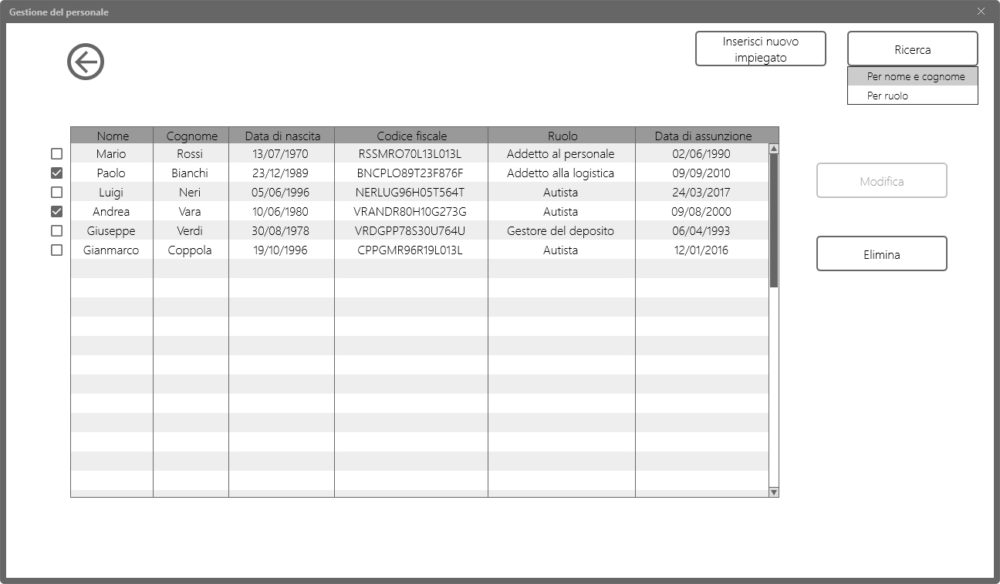 Gestione del personale
Inserisci nuovo
impiegato
Ricerca
Per nome e cognome
Per ruolo
Nome Cognome Data di nascita Codice fiscale Ruolo Data di assunzione
Mario Rossi 13/07/1970 RSSMRO70L13L013L Addetto al personale 02/06/1990
Paolo Bianchi 23/12/1989 BNCPLO89T23F876F Addetto alla logistica 09/09/2010
Luigi Neri 05/06/1996 NERLUG96H05T564T Autista 24/03/2017
Andrea Vara 10/06/1980 VRANDR80H10G273G Autista 09/08/2000
Giuseppe Verdi 30/08/1978 VRDGPP78S30U764U Gestore del deposito 06/04/1993
Gianmarco Coppola 19/10/1996 CPPGMR96R19L013L Autista 12/01/2016
Modifica
Elimina